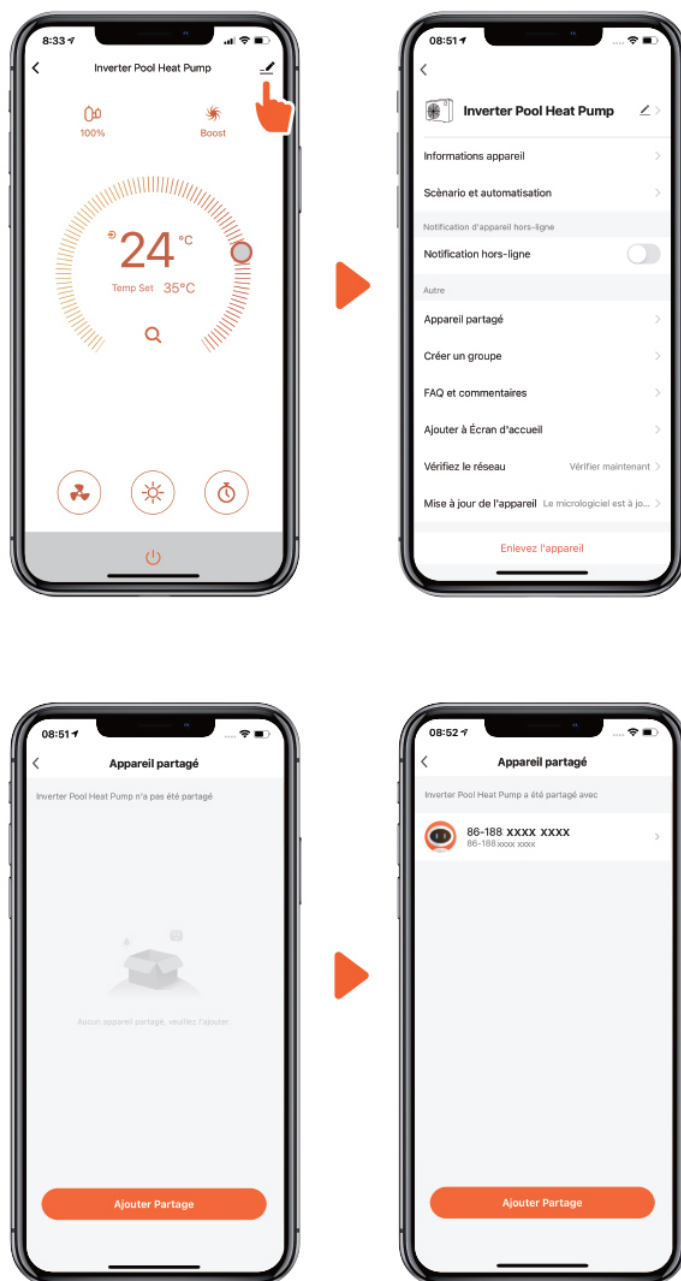 8:33
Inverter Pool Heat Pump
100%
Boost
24 °C
Temp Set 35°C
08:51
Inverter Pool Heat Pump
Informations appareil
Scènario et automatisation
Notification d'appareil hors-ligne
Notification hors-ligne
Autre
Appareil partagé
Créer un groupe
FAQ et commentaires
Ajouter à Écran d'accueil
Vérifiez le réseau Vérifier maintenant
Mise à jour de l'appareil Le micrologiciel est à jo...
Enlevez l'appareil
08:51
Appareil partagé
Inverter Pool Heat Pump n'a pas été partagé
Aucun appareil partagé, veuillez l'ajouter.
Ajouter Partage
08:52
Appareil partagé
Inverter Pool Heat Pump a été partagé avec
86-188 XXXX XXXX
86-188 xxxx xxxx
Ajouter Partage